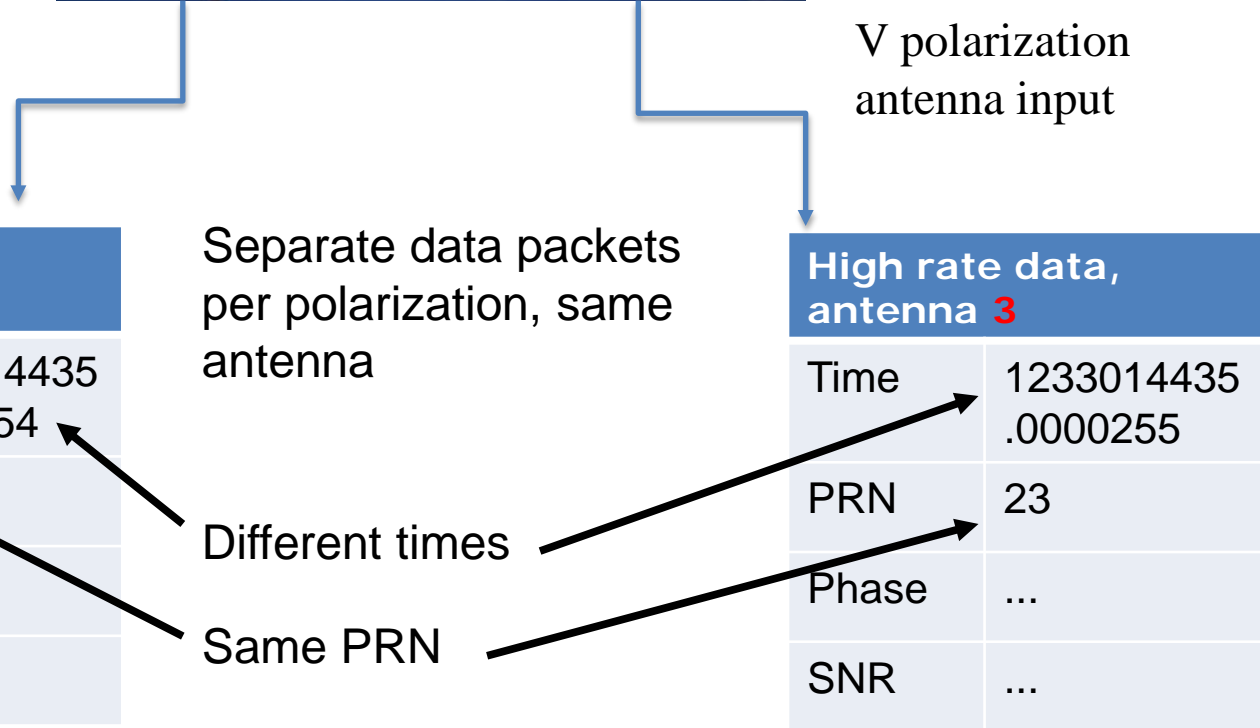 V polarization
antenna input
Separate data packets
per polarization, same
antenna
High rate data,
antenna 3
4435
54
Time 1233014435
.0000255
PRN 23
Different times
Phase ...
Same PRN
SNR ...